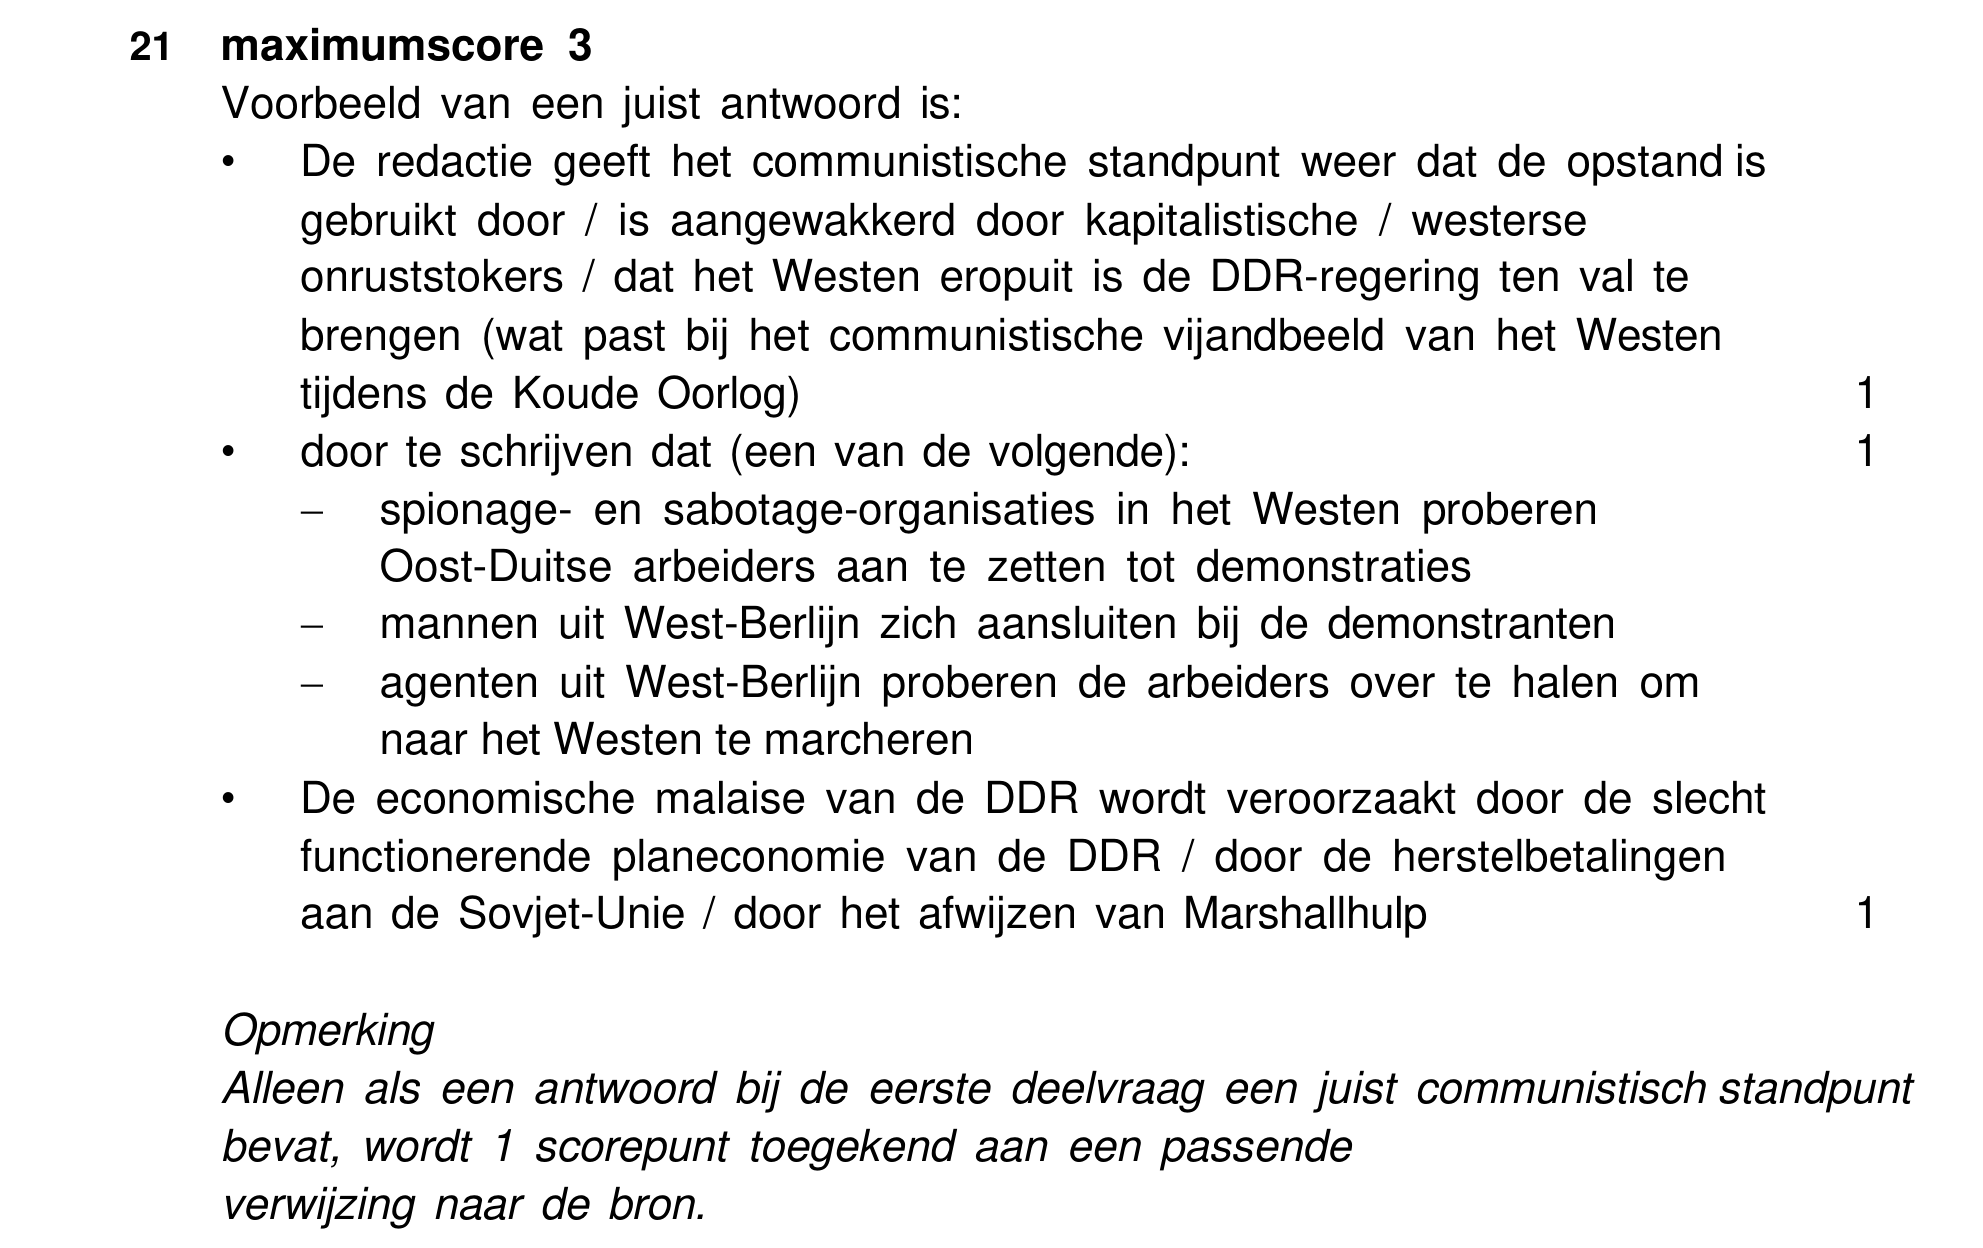 21 maximumscore 3
Voorbeeld van een juist antwoord is:
• De redactie geeft het communistische standpunt weer dat de opstand is
gebruikt door / is aangewakkerd door kapitalistische / westerse
onruststokers / dat het Westen eropuit is de DDR-regering ten val te
brengen (wat past bij het communistische vijandbeeld van het Westen
tijdens de Koude Oorlog) 1
• door te schrijven dat (een van de volgende): 1
− spionage- en sabotage-organisaties in het Westen proberen
Oost-Duitse arbeiders aan te zetten tot demonstraties
− mannen uit West-Berlijn zich aansluiten bij de demonstranten
− agenten uit West-Berlijn proberen de arbeiders over te halen om
naar het Westen te marcheren
• De economische malaise van de DDR wordt veroorzaakt door de slecht
functionerende planeconomie van de DDR / door de herstelbetalingen
aan de Sovjet-Unie / door het afwijzen van Marshallhulp 1
Opmerking
Alleen als een antwoord bij de eerste deelvraag een juist communistisch standpunt
bevat, wordt 1 scorepunt toegekend aan een passende
verwijzing naar de bron.